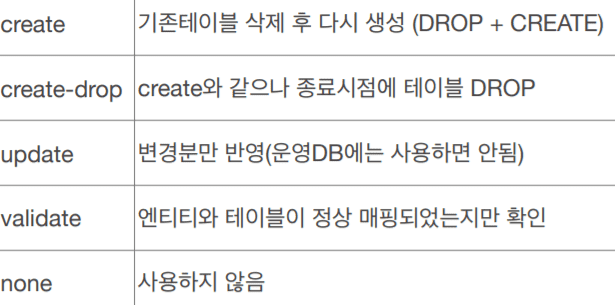 create 기존테이블 삭제 후 다시 생성 (DROP + CREATE)
create-drop create와 같으나 종료시점에 테이블 DROP
update 변경분만 반영(운영DB에는 사용하면 안됨)
validate 엔티티와 테이블이 정상 매핑되었는지만 확인
none 사용하지 않음